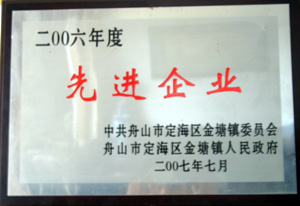 二00六年度
先进企业
中共舟山市定海区金塘镇委员会
舟山市定海区金塘镇人民政府
二00七年七月